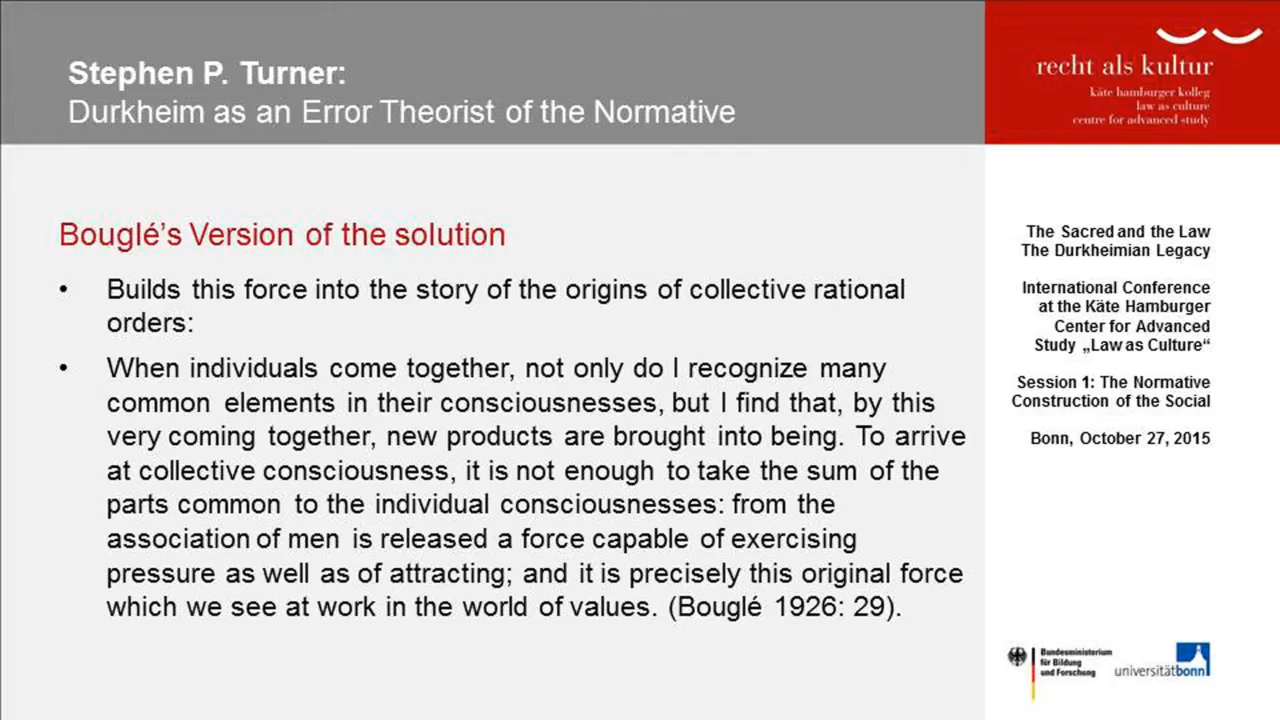 Stephen P. Turner:
Durkheim as an Error Theorist of the Normative
recht als kultur
käte hamburger kolleg
law as culture
centre for advanced study
Bouglé’s Version of the solution
• Builds this force into the story of the origins of collective rational
orders:
• When individuals come together, not only do I recognize many
common elements in their consciousnesses, but I find that, by this
very coming together, new products are brought into being. To arrive
at collective consciousness, it is not enough to take the sum of the
parts common to the individual consciousnesses: from the
association of men is released a force capable of exercising
pressure as well as of attracting; and it is precisely this original force
which we see at work in the world of values. (Bouglé 1926: 29).
The Sacred and the Law
The Durkheimian Legacy
International Conference
at the Käte Hamburger
Center for Advanced
Study „Law as Culture“
Session 1: The Normative
Construction of the Social
Bonn, October 27, 2015
Bundesministerium
für Bildung
und Forschung
universitätbonn